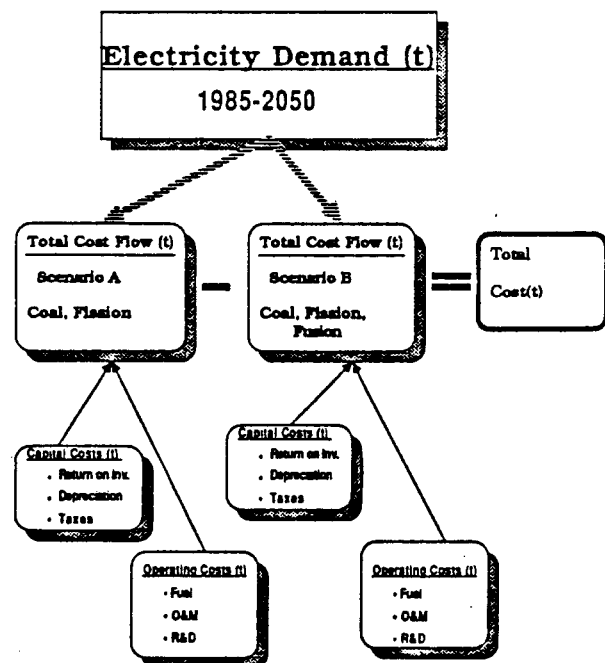 Electricity Demand (t)
1985-2050
Total Cost Flow (t)
Scenario A
Coal, Fission
Total Cost Flow (t)
Scenario B
Coal, Fission,
Fusion
Total
Cost(t)
Capital Costs (t)
• Return on Inv.
• Depreciation
• Taxes
Capital Costs (t)
• Return on Inv.
• Depreciation
• Taxes
Operating Costs (t)
• Fuel
• O&M
• R&D
Operating Costs (t)
• Fuel
• O&M
• R&D